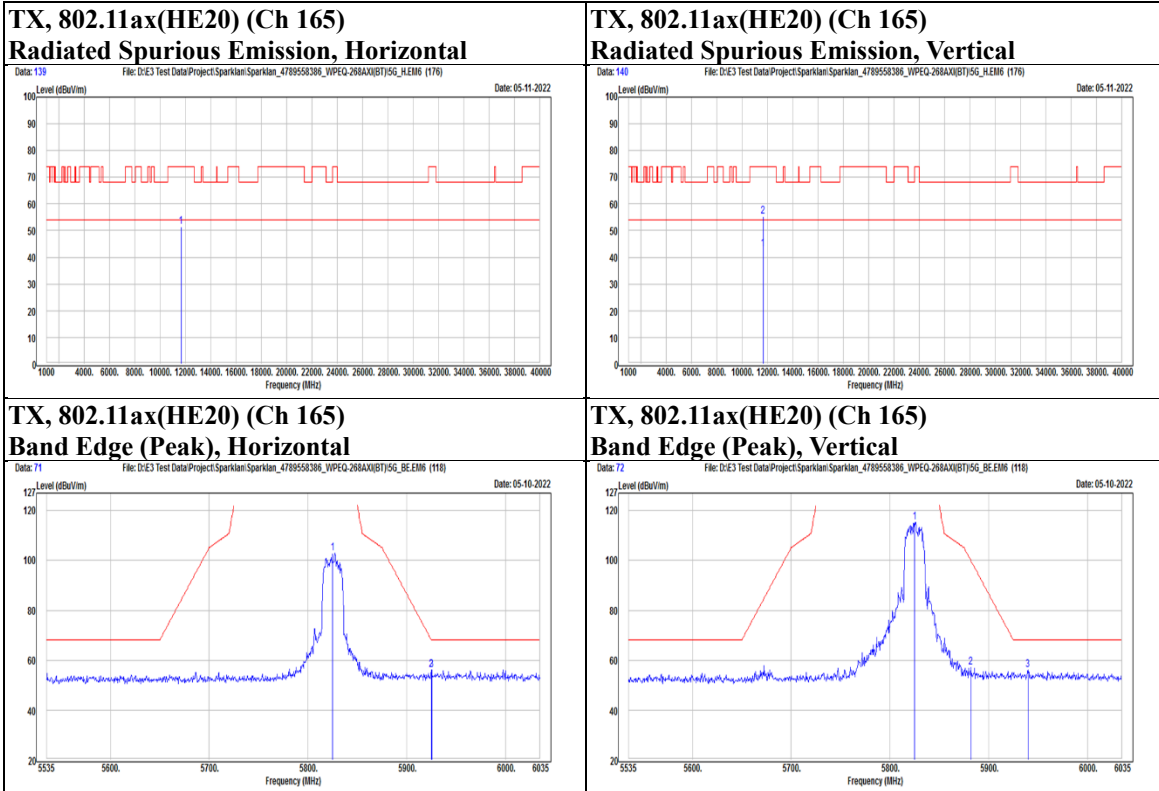 TX, 802.11ax(HE20) (Ch 165)
Radiated Spurious Emission, Horizontal
Data: 139 File: D:\E3 Test Data\Project\Sparklan\Sparklan_4789558386_WPEQ-268AXI(BT)\5G_H.EM6 (176)
Level (dBuV/m) Date: 05-11-2022
100
90
80
70
60
50
40
30
20
10
0
1
1000 4000. 6000. 8000. 10000. 12000. 14000. 16000. 18000. 20000. 22000. 24000. 26000. 28000. 30000. 32000. 34000. 36000. 38000. 40000
Frequency (MHz)
TX, 802.11ax(HE20) (Ch 165)
Radiated Spurious Emission, Vertical
Data: 140 File: D:\E3 Test Data\Project\Sparklan\Sparklan_4789558386_WPEQ-268AXI(BT)\5G_H.EM6 (176)
Level (dBuV/m) Date: 05-11-2022
100
90
80
70
60
50
40
30
20
10
0
2
1
1000 4000. 6000. 8000. 10000. 12000. 14000. 16000. 18000. 20000. 22000. 24000. 26000. 28000. 30000. 32000. 34000. 36000. 38000. 40000
Frequency (MHz)
TX, 802.11ax(HE20) (Ch 165)
Band Edge (Peak), Horizontal
Data: 71 File: D:\E3 Test Data\Project\Sparklan\Sparklan_4789558386_WPEQ-268AXI(BT)\5G_BE.EM6 (118)
Level (dBuV/m) Date: 05-10-2022
127
120
100
80
60
40
20
1
5535 5600. 5700. 5800. 5900. 6000. 6035
Frequency (MHz)
TX, 802.11ax(HE20) (Ch 165)
Band Edge (Peak), Vertical
Data: 72 File: D:\E3 Test Data\Project\Sparklan\Sparklan_4789558386_WPEQ-268AXI(BT)\5G_BE.EM6 (118)
Level (dBuV/m) Date: 05-10-2022
127
120
100
80
60
40
20
1
2 3
5535 5600. 5700. 5800. 5900. 6000. 6035
Frequency (MHz)